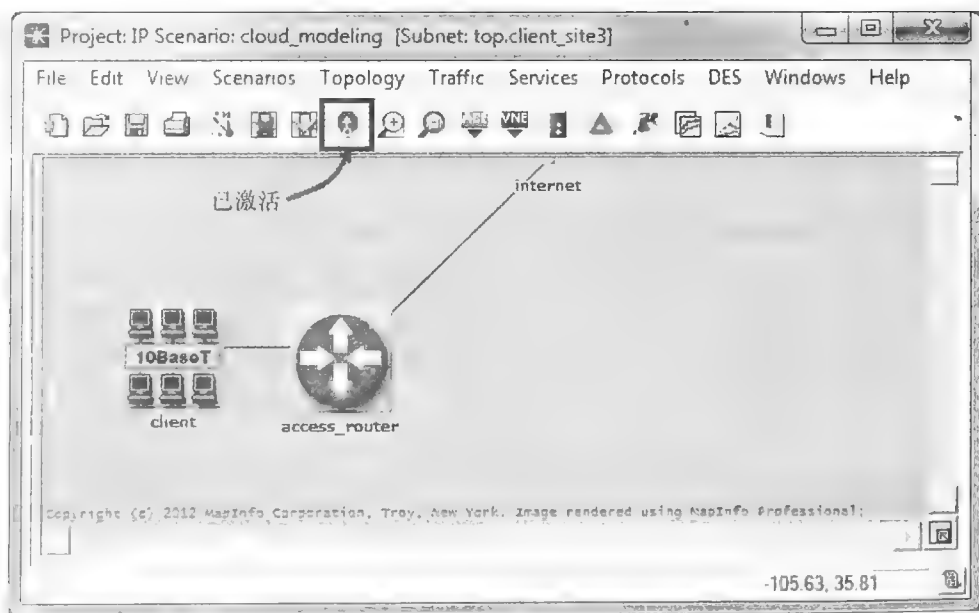 Project: IP Scenario: cloud_modeling [Subnet: top.client_site3]
File Edit View Scenarios Topology Traffic Services Protocols DES Windows Help
VNE
已激活
internet
10BaseT
client
access_router
Copyright (c) 2012 MapInfo Corporation, Troy, New York. Image rendered using MapInfo Professional;
-105.63, 35.81